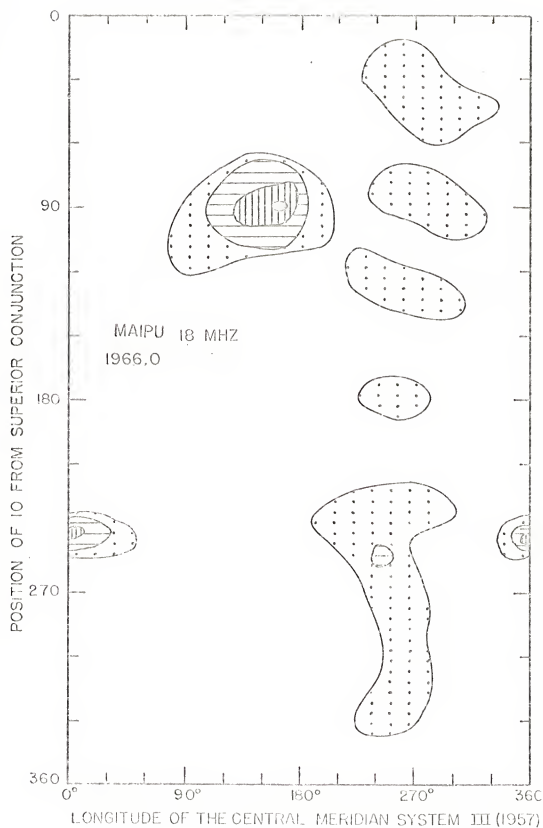 0
90
MAIPU 18 MHZ
1966.0
180
270
360
0° 90° 180° 270° 360
POSITION OF IO FROM SUPERIOR CONJUNCTION
LONGITUDE OF THE CENTRAL MERIDIAN SYSTEM III (1957)